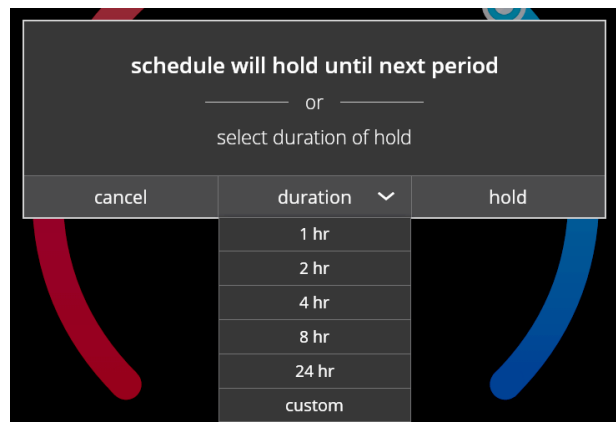 schedule will hold until next period
or
select duration of hold
cancel duration hold
1 hr
2 hr
4 hr
8 hr
24 hr
custom